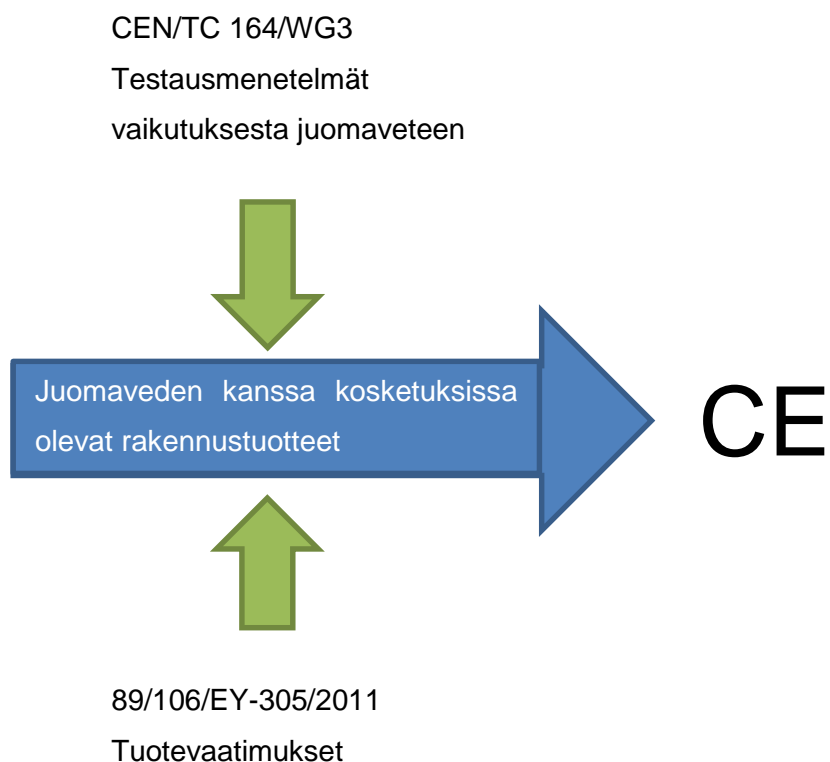 CEN/TC 164/WG3
Testausmenetelmät
vaikutuksesta juomaveteen
Juomaveden kanssa kosketuksissa
olevat rakennustuotteet
CE
89/106/EY-305/2011
Tuotevaatimukset